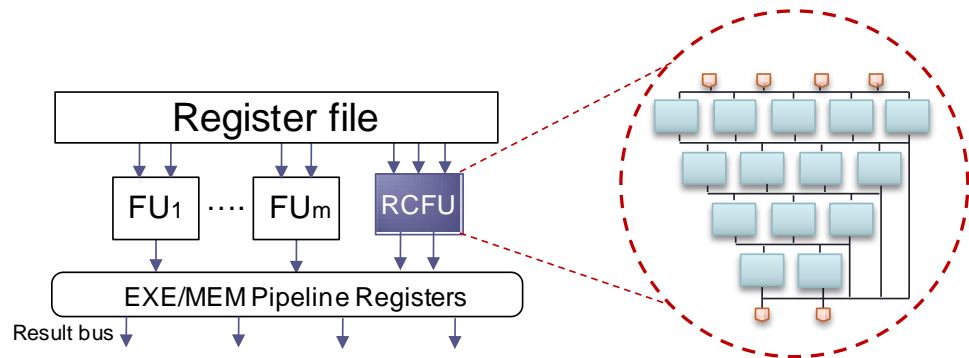 Register file
FU1 .... FUm RCFU
EXE/MEM Pipeline Registers
Result bus